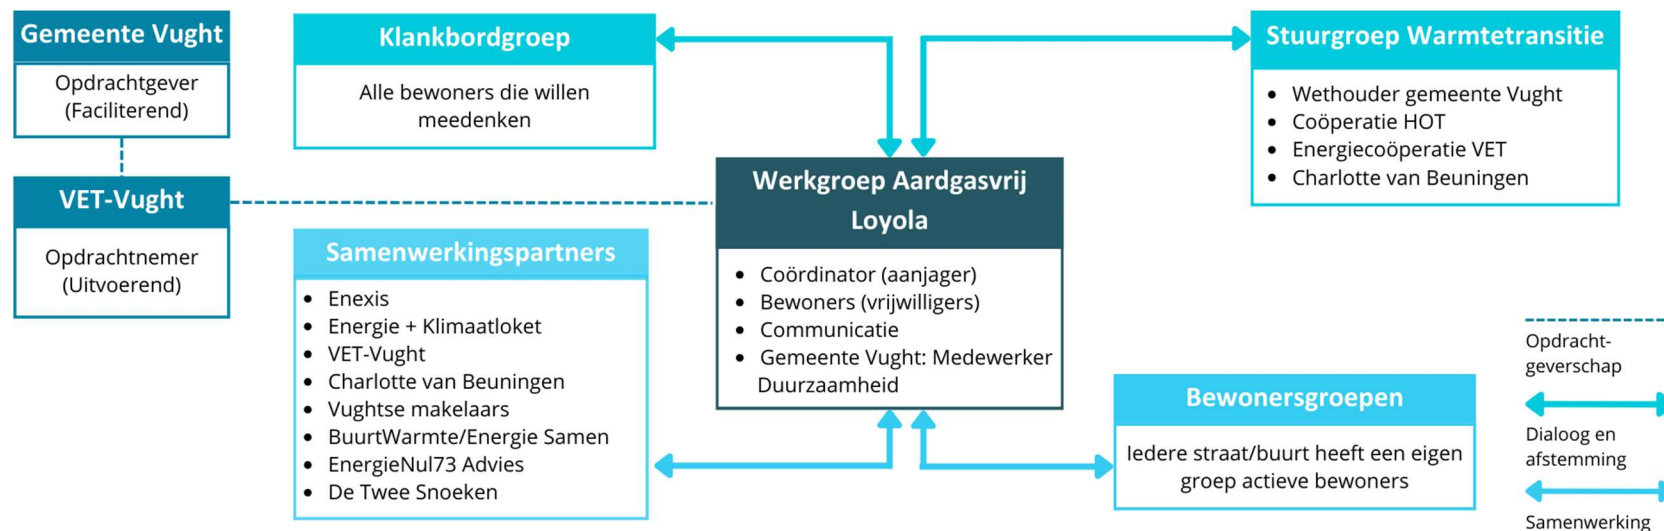 Gemeente Vught
Opdrachtgever
(Faciliterend)
VET-Vught
Opdrachtnemer
(Uitvoerend)
Klankbordgroep
Alle bewoners die willen
meedenken
Samenwerkingspartners
• Enexis
• Energie + Klimaatloket
• VET-Vught
• Charlotte van Beuningen
• Vughtse makelaars
• BuurtWarmte/Energie Samen
• EnergieNul73 Advies
• De Twee Snoeken
Werkgroep Aardgasvrij
Loyola
• Coördinator (aanjager)
• Bewoners (vrijwilligers)
• Communicatie
• Gemeente Vught: Medewerker
Duurzaamheid
Stuurgroep Warmtetransitie
• Wethouder gemeente Vught
• Coöperatie HOT
• Energiecoöperatie VET
• Charlotte van Beuningen
Bewonersgroepen
Iedere straat/buurt heeft een eigen
groep actieve bewoners
Opdracht-
geverschap
Dialoog en
afstemming
Samenwerking